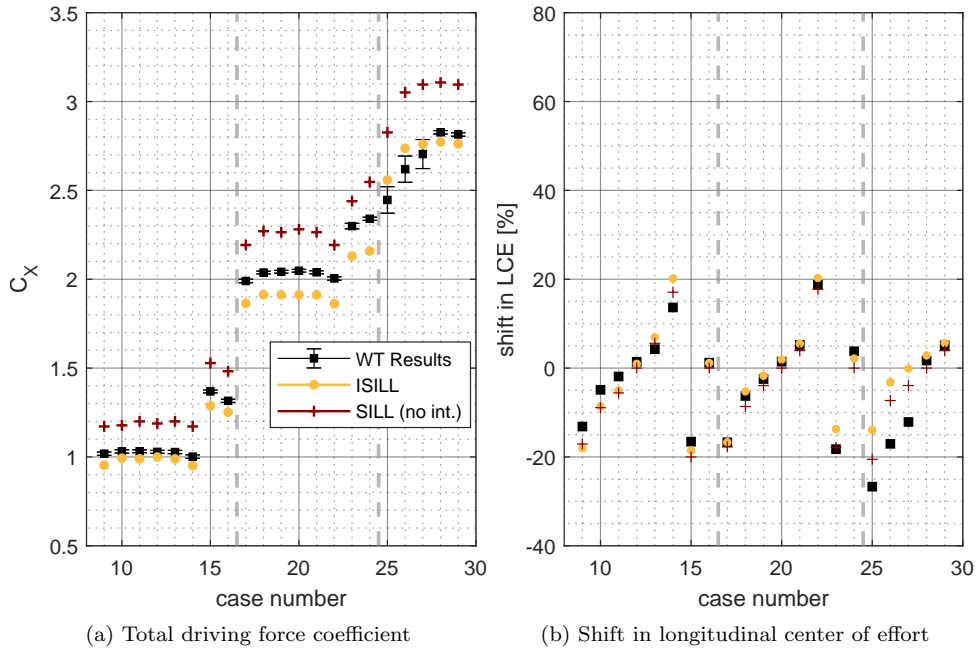 3.5
3
2.5
2
1.5
1
0.5
C_X
10 15 20 25 30
case number
WT Results
ISILL
SILL (no int.)
(a) Total driving force coefficient
80
60
40
20
0
-20
-40
shift in LCE [%]
10 15 20 25 30
case number
(b) Shift in longitudinal center of effort